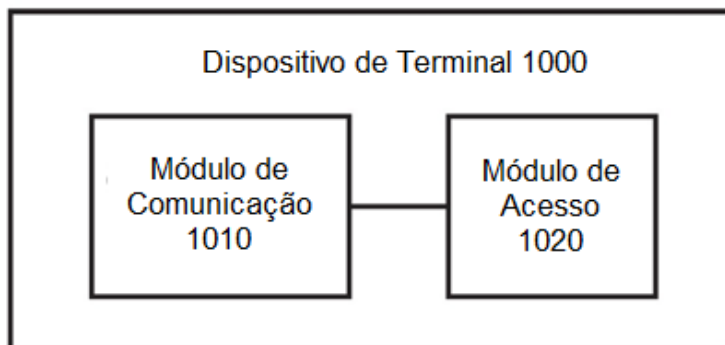 Dispositivo de Terminal 1000
Módulo de
Comunicação
1010
Módulo de
Acesso
1020